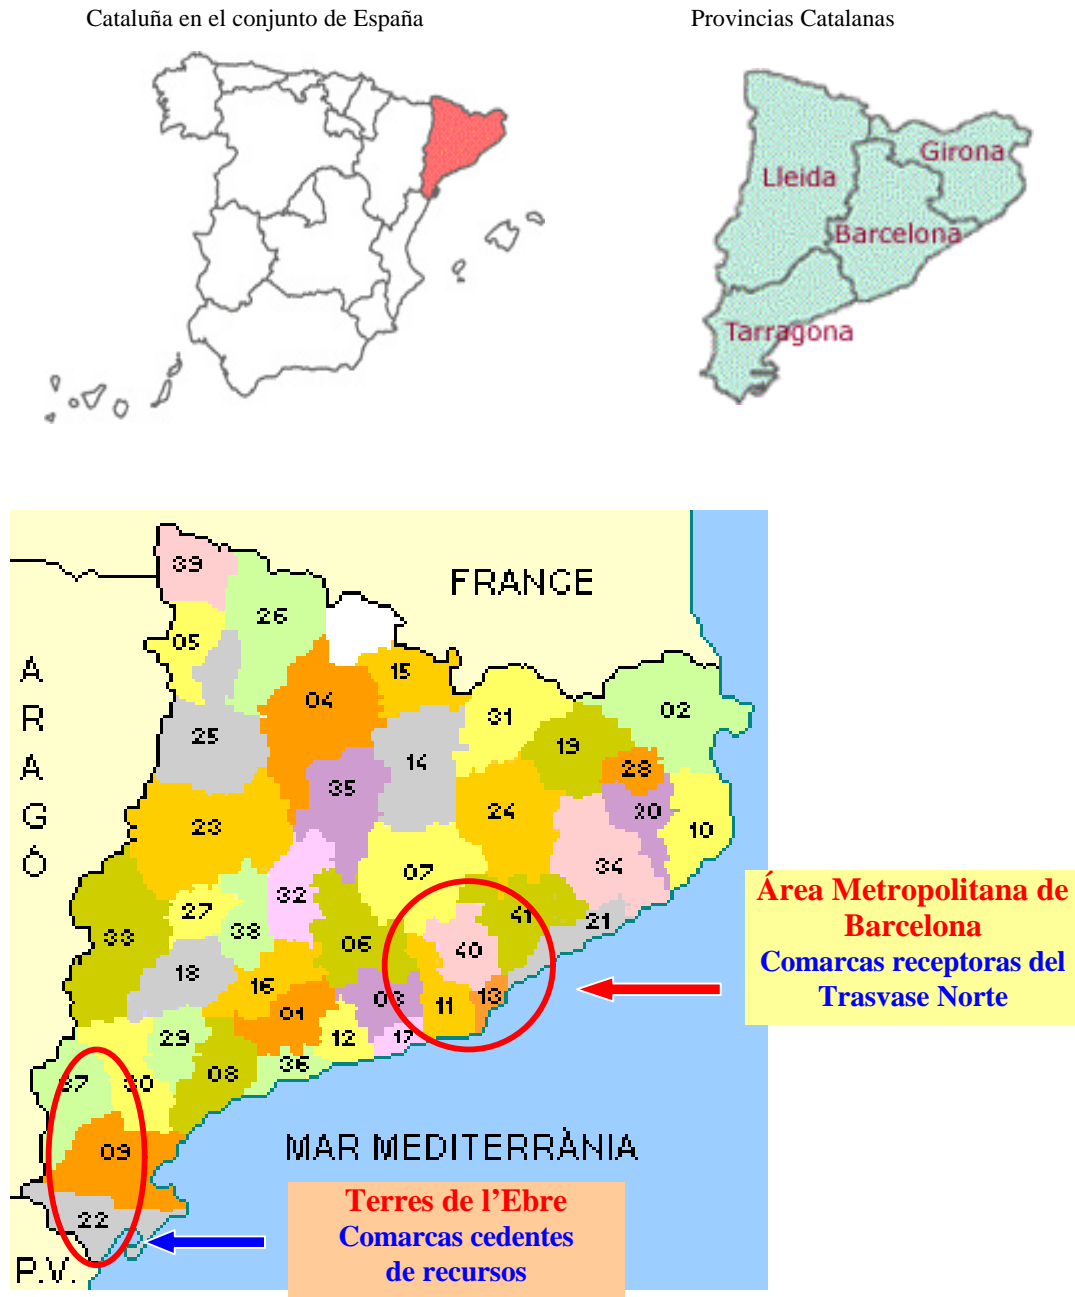 Cataluña en el conjunto de España
Provincias Catalanas
Lleida
Girona
Barcelona
Tarragona
FRANCE
ARAGÓ
39
26
05
15
04
02
31
25
19
14
28
35
20
24
23
10
07
34
32
27
41
21
33
38
06
40
18
16
03
13
11
01
12
17
29
36
08
37
30
09
22
MAR MEDITERRÀNIA
P.V.
Área Metropolitana de
Barcelona
Comarcas receptoras del
Trasvase Norte
Terres de l’Ebre
Comarcas cedentes
de recursos